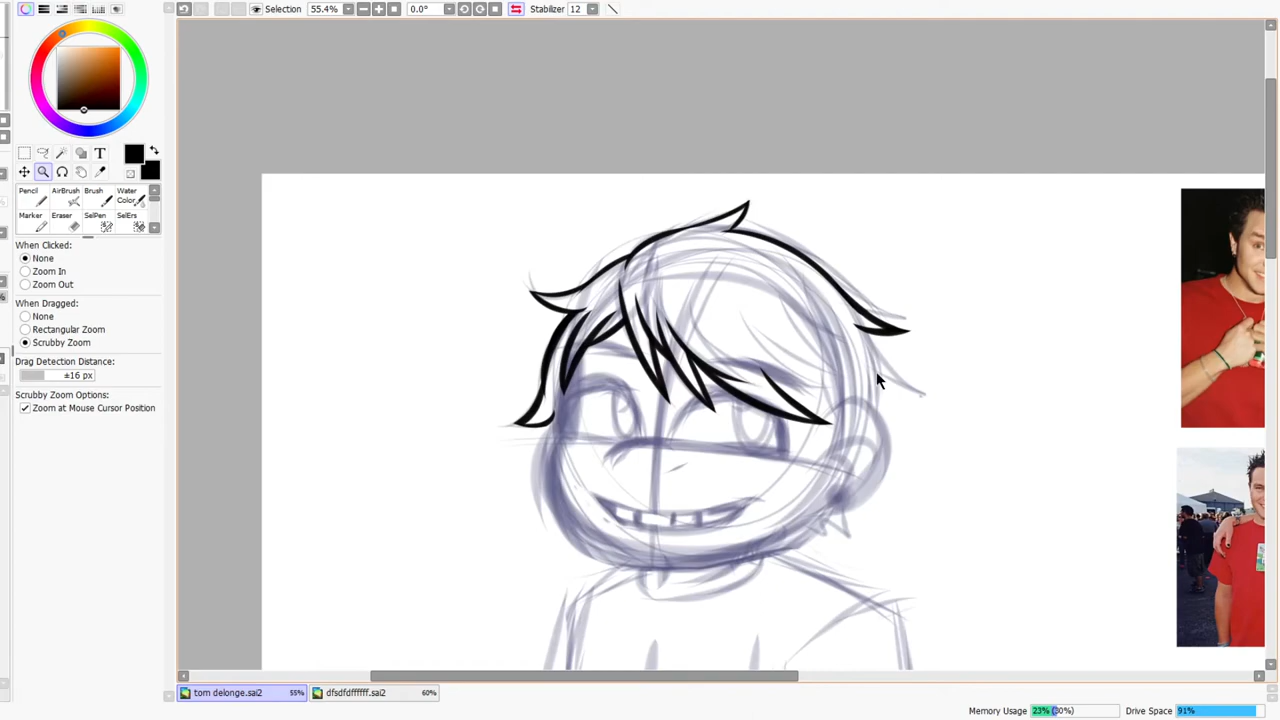 Selection 55.4% 0.0° Stabilizer 12
T
Pencil AirBrush Brush Water Color
Marker Eraser SelPen SelErs
When Clicked:
None
Zoom In
Zoom Out
When Dragged:
None
Rectangular Zoom
Scrubby Zoom
Drag Detection Distance:
±16 px
Scrubby Zoom Options:
Zoom at Mouse Cursor Position
tom delonge.sai2 55% dfsdfdffffff.sai2 60%
Memory Usage 23% (30%) Drive Space 91%